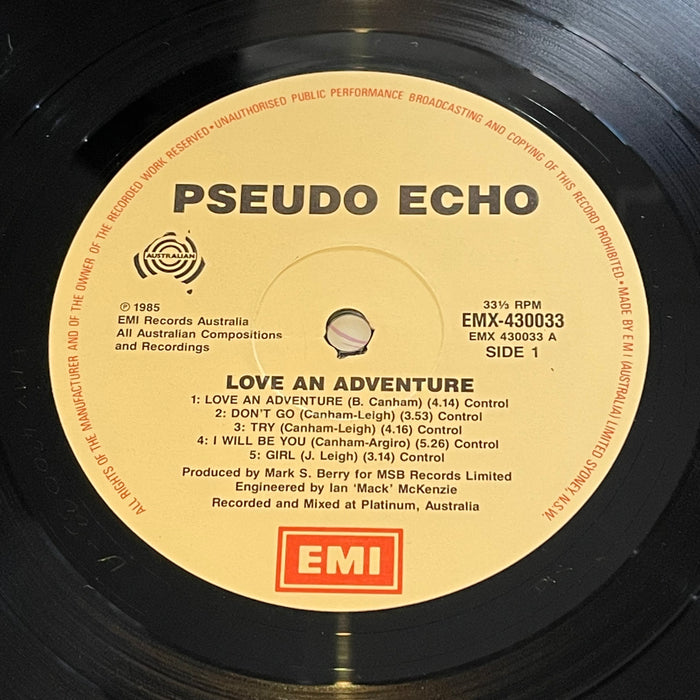 ALL RIGHTS OF THE MANUFACTURER AND OF THE OWNER OF THE RECORDED WORK RESERVED • UNAUTHORISED PUBLIC PERFORMANCE BROADCASTING AND COPYING OF THIS RECORD PROHIBITED • MADE BY EMI (AUSTRALIA) LIMITED SYDNEY, N.S.W.
PSEUDO ECHO
AUSTRALIAN
℗ 1985
EMI Records Australia
All Australian Compositions
and Recordings
33⅓ RPM
EMX-430033
EMX 430033 A
SIDE 1
LOVE AN ADVENTURE
1: LOVE AN ADVENTURE (B. Canham) (4.14) Control
2: DON'T GO (Canham-Leigh) (3.53) Control
3: TRY (Canham-Leigh) (4.16) Control
4: I WILL BE YOU (Canham-Argiro) (5.26) Control
5: GIRL (J. Leigh) (3.14) Control
Produced by Mark S. Berry for MSB Records Limited
Engineered by Ian 'Mack' McKenzie
Recorded and Mixed at Platinum, Australia
EMI